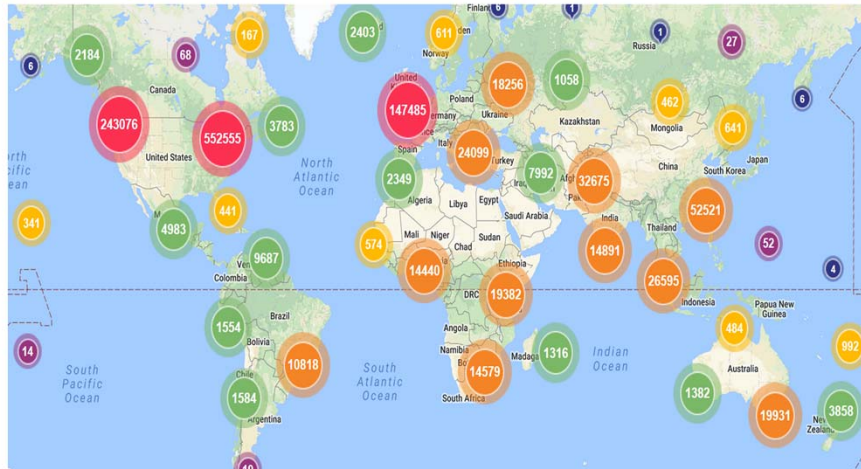 6
2184
68
167
2403
611
Finland
6
1
1
27
6
Norway
Russia
Canada
243076
552555
3783
United
147485
Poland
Germany
18256
Ukraine
1058
Kazakhstan
462
Mongolia
641
United States
North
Atlantic
Ocean
Spain
Italy
24099
Turkey
7992
32675
China
South Korea
Japan
2349
Algeria
Libya
Egypt
Saudi Arabia
India
52521
341
4983
441
574
Mali
Niger
Chad
Sudan
14891
Thailand
52
4
9687
Colombia
14440
Ethiopia
19382
DRC
26595
Indonesia
Papua New
Guinea
1554
Brazil
Bolivia
10818
Angola
Namibia
1316
Indian
Ocean
484
992
14
South
Pacific
Ocean
South
Atlantic
Ocean
14579
South Africa
1382
Australia
19931
3858
Chile
1584
Argentina